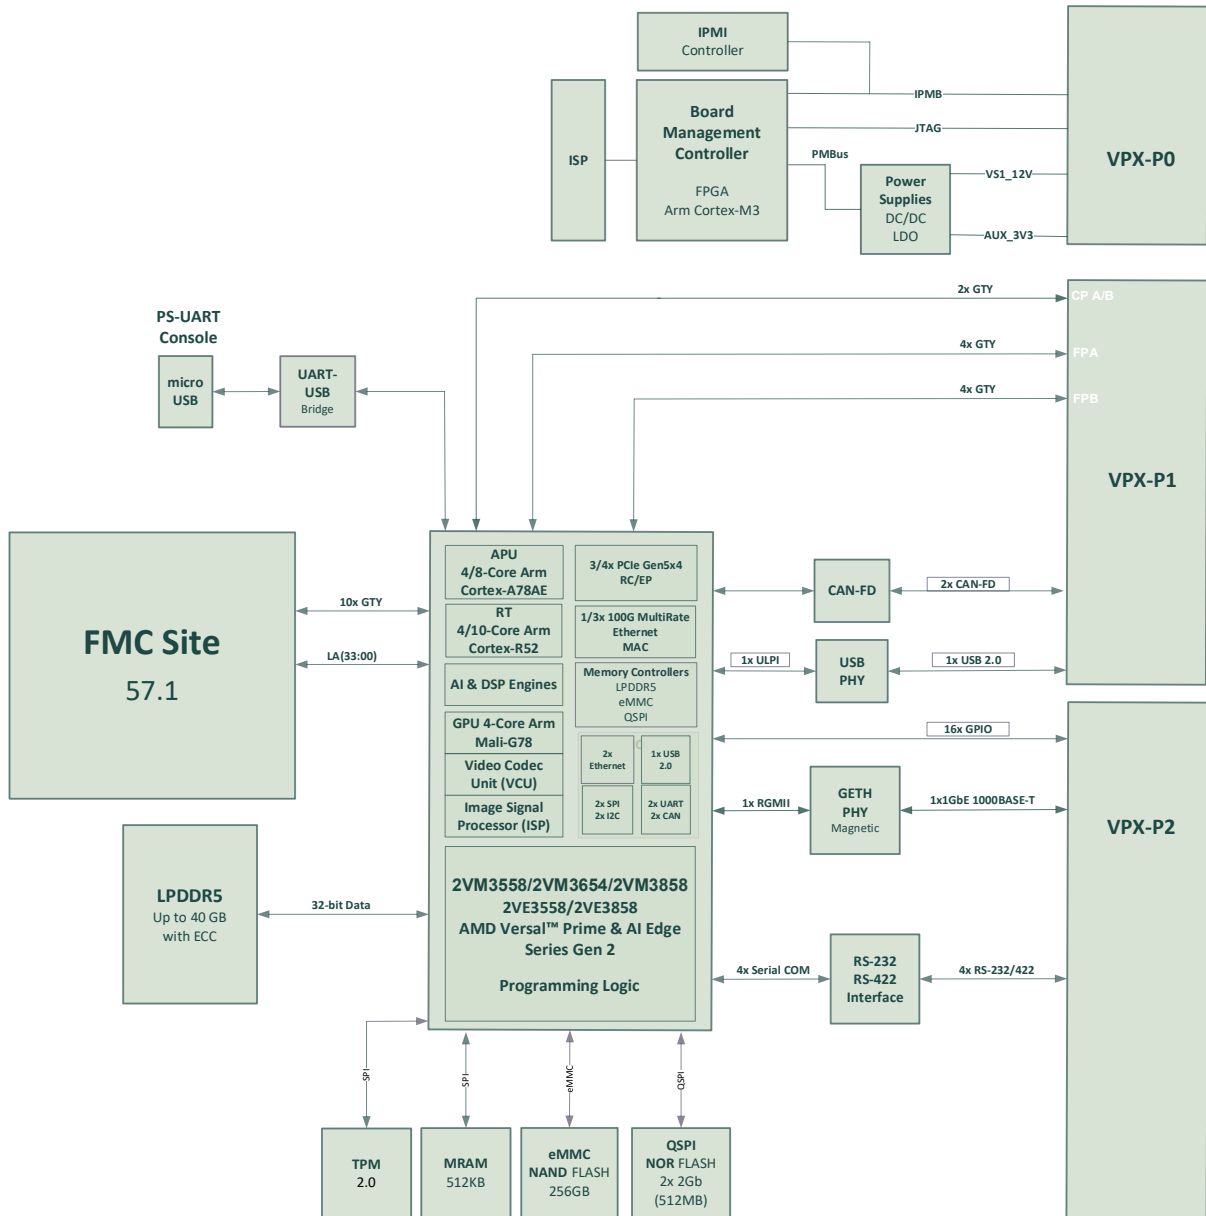 IPMI
Controller
ISP
Board
Management
Controller
FPGA
Arm Cortex-M3
IPMB
JTAG
PMBus
Power
Supplies
DC/DC
LDO
VS1_12V
AUX_3V3
VPX-P0
2x GTY
CP A/B
4x GTY
FPA
4x GTY
FPB
VPX-P1
PS-UART
Console
micro
USB
UART-
USB
Bridge
FMC Site
57.1
10x GTY
LA(33:00)
APU
4/8-Core Arm
Cortex-A78AE
RT
4/10-Core Arm
Cortex-R52
AI & DSP Engines
GPU 4-Core Arm
Mali-G78
Video Codec
Unit (VCU)
Image Signal
Processor (ISP)
3/4x PCIe Gen5x4
RC/EP
1/3x 100G MultiRate
Ethernet
MAC
Memory Controllers
LPDDR5
eMMC
QSPI
2x
Ethernet
1x USB
2.0
2x SPI
2x I2C
2x UART
2x CAN
2VM3558/2VM3654/2VM3858
2VE3558/2VE3858
AMD Versal™ Prime & AI Edge
Series Gen 2
Programming Logic
CAN-FD
2x CAN-FD
1x ULPI
USB
PHY
1x USB 2.0
16x GPIO
1x RGMII
GETH
PHY
Magnetic
1x1GbE 1000BASE-T
VPX-P2
4x Serial COM
RS-232
RS-422
Interface
4x RS-232/422
LPDDR5
Up to 40 GB
with ECC
32-bit Data
SPI
SPI
eMMC
QSPI
TPM
2.0
MRAM
512KB
eMMC
NAND FLASH
256GB
QSPI
NOR FLASH
2x 2Gb
(512MB)